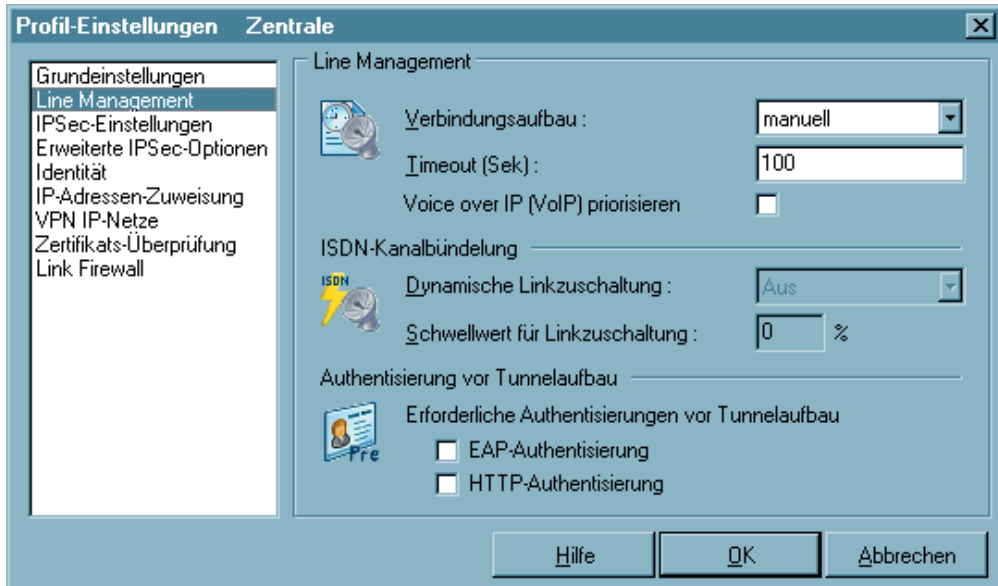 Profil-Einstellungen Zentrale
Grundeinstellungen
Line Management
IPSec-Einstellungen
Erweiterte IPSec-Optionen
Identität
IP-Adressen-Zuweisung
VPN IP-Netze
Zertifikats-Überprüfung
Link Firewall
Line Management
Verbindungsaufbau :
manuell
Timeout (Sek) :
100
Voice over IP (VoIP) priorisieren
ISDN-Kanalbündelung
ISDN
Dynamische Linkzuschaltung :
Aus
Schwellwert für Linkzuschaltung :
0 %
Authentisierung vor Tunnelaufbau
Pre
Erforderliche Authentisierungen vor Tunnelaufbau
EAP-Authentisierung
HTTP-Authentisierung
Hilfe
OK
Abbrechen